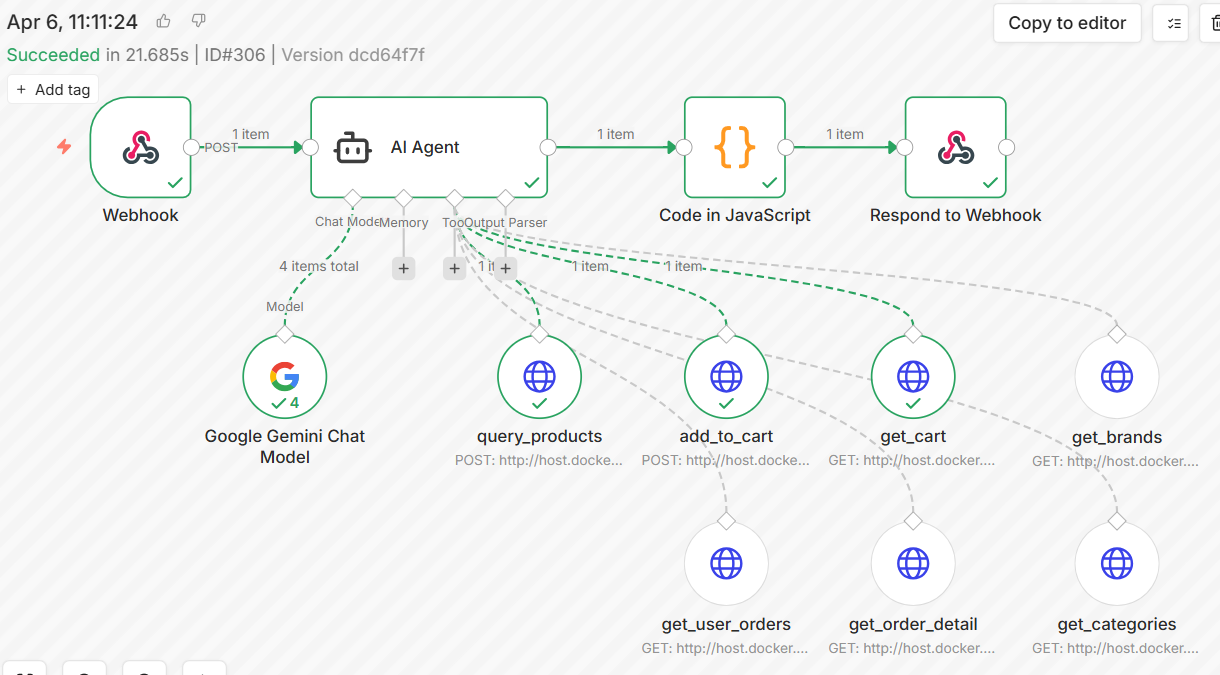 Apr 6, 11:11:24
Copy to editor
Succeeded in 21.685s | ID#306 | Version dcd64f7f
+ Add tag
1 item
POST
AI Agent
1 item
1 item
Webhook
Code in JavaScript
Respond to Webhook
Chat Mode
Memory
Too
Output Parser
4 items total
+
+
1 it
+
1 item
1 item
Model
4
Google Gemini Chat
Model
query_products
POST: http://host.docke...
add_to_cart
POST: http://host.docke...
get_cart
GET: http://host.docker....
get_brands
GET: http://host.docker....
get_user_orders
GET: http://host.docker....
get_order_detail
GET: http://host.docker....
get_categories
GET: http://host.docker....